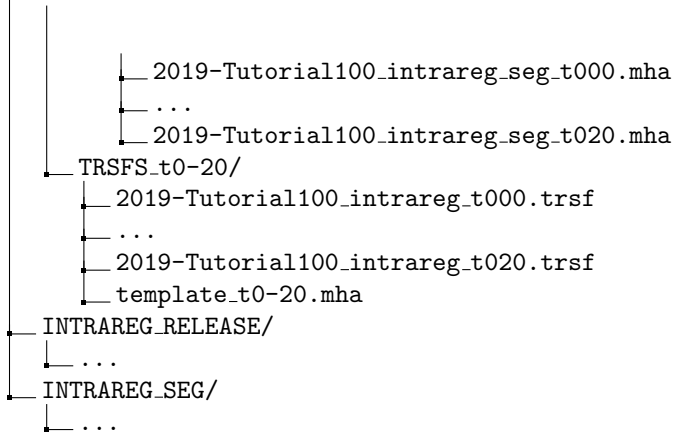 2019-Tutorial100_intrareg_seg_t000.mha
...
2019-Tutorial100_intrareg_seg_t020.mha
TRSFS_t0-20/
2019-Tutorial100_intrareg_t000.trsf
...
2019-Tutorial100_intrareg_t020.trsf
template_t0-20.mha
INTRAREG_RELEASE/
...
INTRAREG_SEG/
...